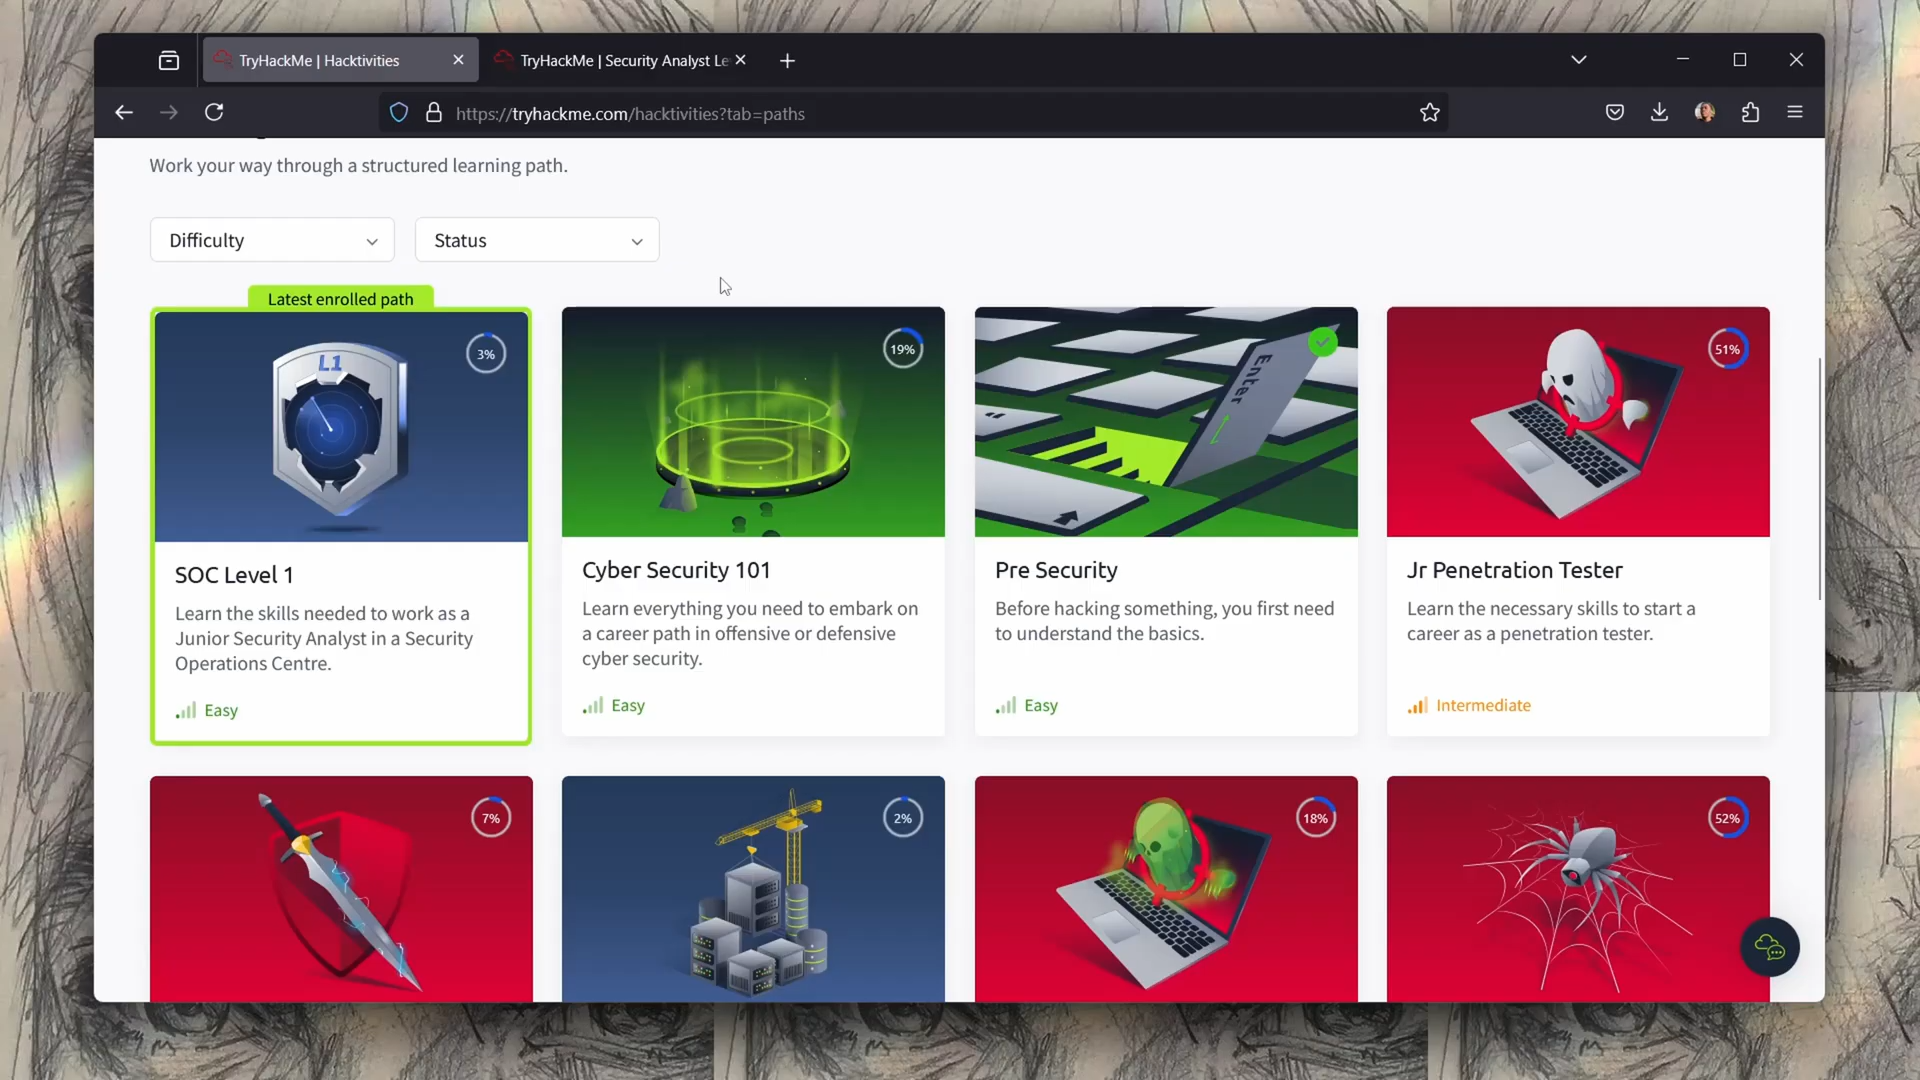 TryHackMe | Hacktivities
TryHackMe | Security Analyst Le
https://tryhackme.com/hacktivities?tab=paths
Work your way through a structured learning path.
Difficulty
Status
Latest enrolled path
L1
3%
19%
Enter
51%
SOC Level 1
Learn the skills needed to work as a
Junior Security Analyst in a Security
Operations Centre.
Easy
Cyber Security 101
Learn everything you need to embark on
a career path in offensive or defensive
cyber security.
Easy
Pre Security
Before hacking something, you first need
to understand the basics.
Easy
Jr Penetration Tester
Learn the necessary skills to start a
career as a penetration tester.
Intermediate
7%
2%
18%
52%